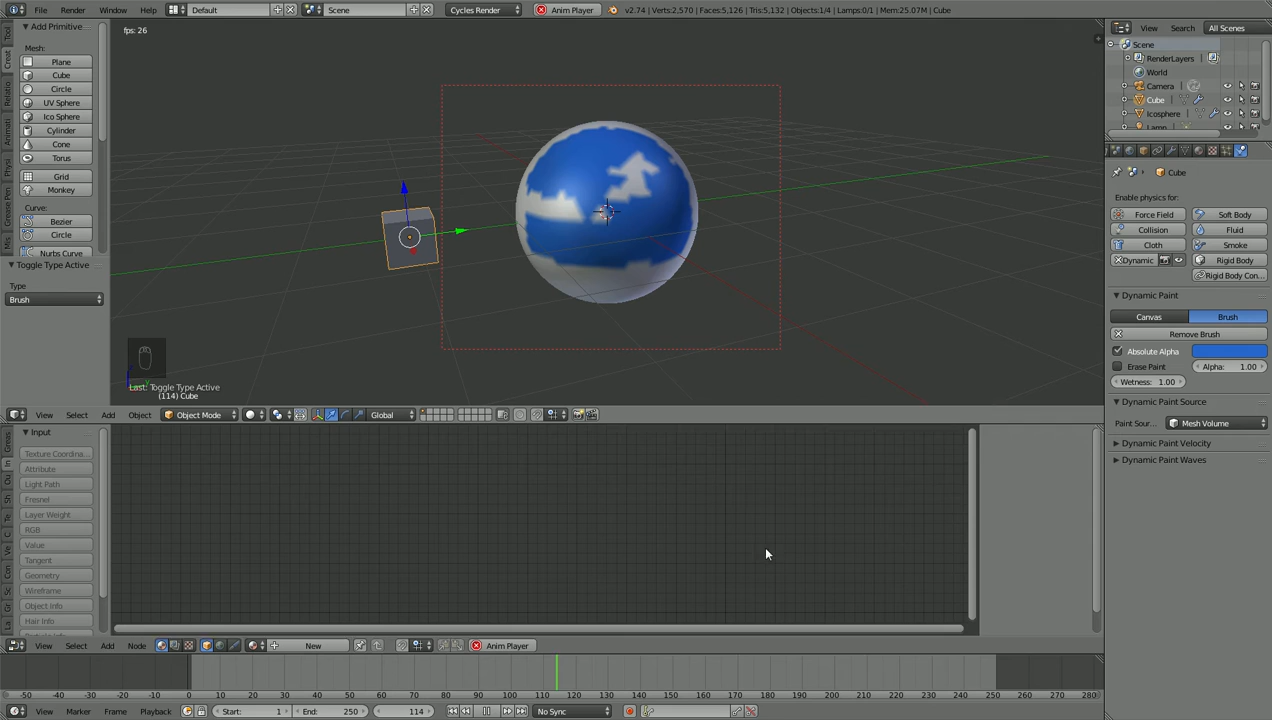 File Render Window Help Default Scene Cycles Render Anim Player v2.74 | Verts:2,570 | Faces:5,126 | Tris:5,132 | Objects:1/4 | Lamps:0/1 | Mem:25.07M | Cube
Add Primitive
Mesh:
Plane
Cube
Circle
UV Sphere
Ico Sphere
Cylinder
Cone
Torus
Grid
Monkey
Curve:
Bezier
Circle
Nurbs Curve
Toggle Type Active
Type
Brush
Tool
Creat
Relatio
Animati
Physi
Grease Pen
Mis
fps: 26
Last: Toggle Type Active
(114) Cube
View Select Add Object Object Mode Global
View Search All Scenes
Scene
RenderLayers
World
Camera
Cube
Icosphere
Lamp
Cube
Enable physics for:
Force Field Soft Body
Collision Fluid
Cloth Smoke
Dynamic Rigid Body
Rigid Body Con...
Dynamic Paint
Canvas Brush
Remove Brush
Absolute Alpha
Erase Paint Alpha: 1.00
Wetness: 1.00
Dynamic Paint Source
Paint Sour... Mesh Volume
Dynamic Paint Velocity
Dynamic Paint Waves
Input
Texture Coordina...
Attribute
Light Path
Fresnel
Layer Weight
RGB
Value
Tangent
Geometry
Wireframe
Object Info
Hair Info
View Select Add Node New Anim Player
-50 -40 -30 -20 -10 0 10 20 30 40 50 60 70 80 90 100 110 120 130 140 150 160 170 180 190 200 210 220 230 240 250 260 270 280
View Marker Frame Playback Start: 1 End: 250 114 No Sync